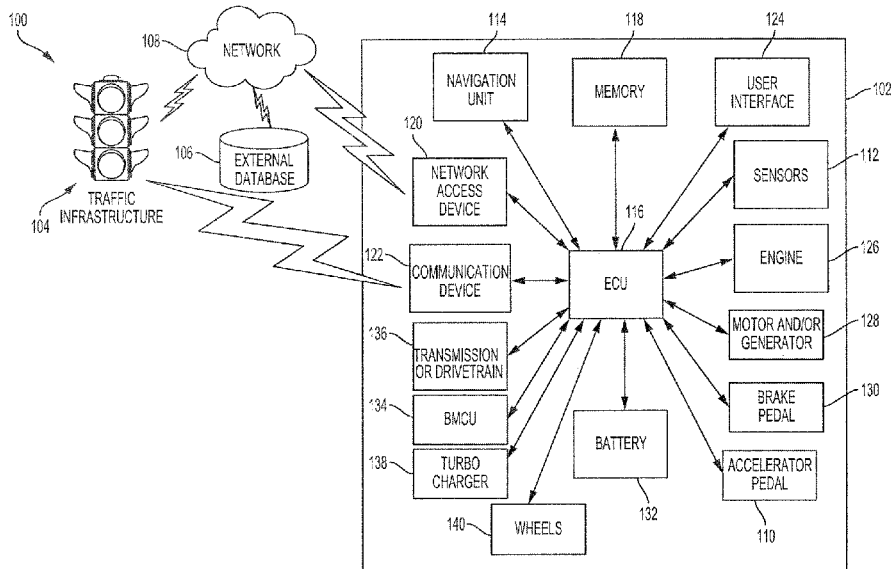 100
108
NETWORK
114
118
124
102
NAVIGATION
UNIT
MEMORY
USER
INTERFACE
106
EXTERNAL
DATABASE
120
NETWORK
ACCESS
DEVICE
SENSORS
112
104
TRAFFIC
INFRASTRUCTURE
116
122
COMMUNICATION
DEVICE
ECU
ENGINE
126
136
TRANSMISSION
OR DRIVETRAIN
MOTOR AND/OR
GENERATOR
128
134
BMCU
BRAKE
PEDAL
130
138
TURBO
CHARGER
BATTERY
132
ACCELERATOR
PEDAL
110
140
WHEELS